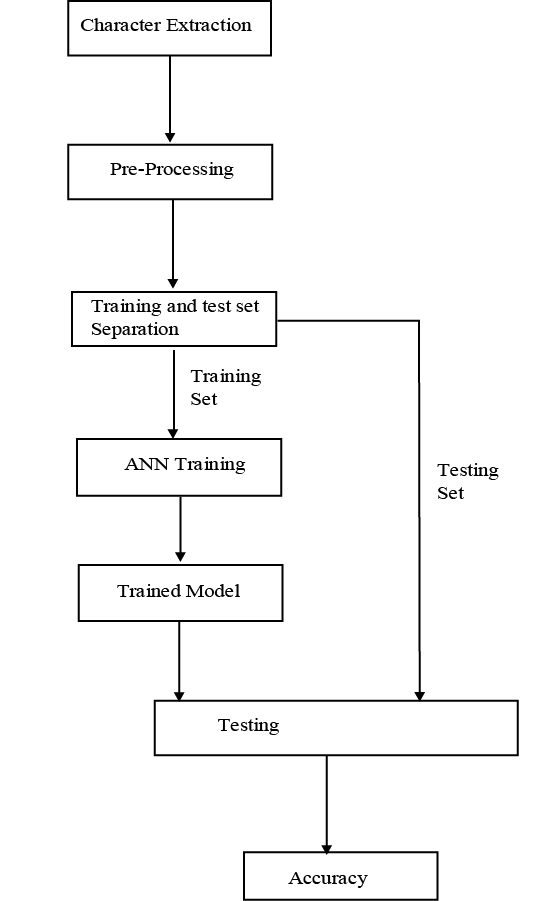 Character Extraction
Pre-Processing
Training and test set
Separation
Training
Set
ANN Training
Testing
Set
Trained Model
Testing
Accuracy